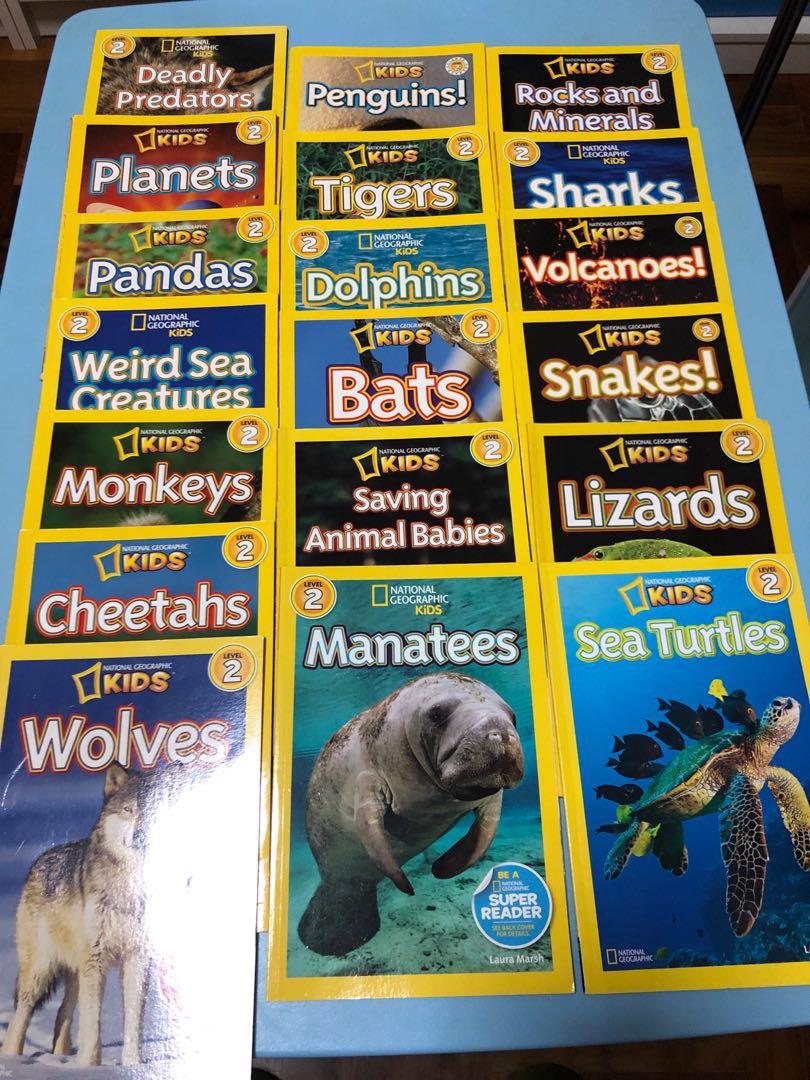 LEVEL 2
NATIONAL
GEOGRAPHIC
KiDS
Deadly
Predators
NATIONAL GEOGRAPHIC
KiDS
LEVEL 2
Planets
NATIONAL GEOGRAPHIC
KiDS
LEVEL 2
Pandas
LEVEL 2
NATIONAL
GEOGRAPHIC
KiDS
Weird Sea
Creatures
NATIONAL GEOGRAPHIC
KiDS
LEVEL 2
Monkeys
NATIONAL GEOGRAPHIC
KiDS
LEVEL 2
Cheetahs
NATIONAL GEOGRAPHIC
KiDS
LEVEL 2
Wolves
NATIONAL GEOGRAPHIC
KiDS
Penguins!
NATIONAL GEOGRAPHIC
KiDS
LEVEL 2
Tigers
LEVEL 2
NATIONAL
GEOGRAPHIC
KiDS
Dolphins
NATIONAL GEOGRAPHIC
KiDS
LEVEL 2
Bats
NATIONAL GEOGRAPHIC
KiDS
LEVEL 2
Saving
Animal Babies
LEVEL 2
NATIONAL
GEOGRAPHIC
KiDS
Manatees
BE A
NATIONAL
GEOGRAPHIC
SUPER
READER
SEE BACK COVER
FOR DETAILS.
Laura Marsh
NATIONAL GEOGRAPHIC
KiDS
LEVEL 2
Rocks and
Minerals
LEVEL 2
NATIONAL
GEOGRAPHIC
KiDS
Sharks
NATIONAL GEOGRAPHIC
KiDS
2
Volcanoes!
NATIONAL GEOGRAPHIC
KiDS
2
Snakes!
NATIONAL GEOGRAPHIC
KiDS
LEVEL 2
Lizards
NATIONAL GEOGRAPHIC
KiDS
LEVEL 2
Sea Turtles
NATIONAL
GEOGRAPHIC